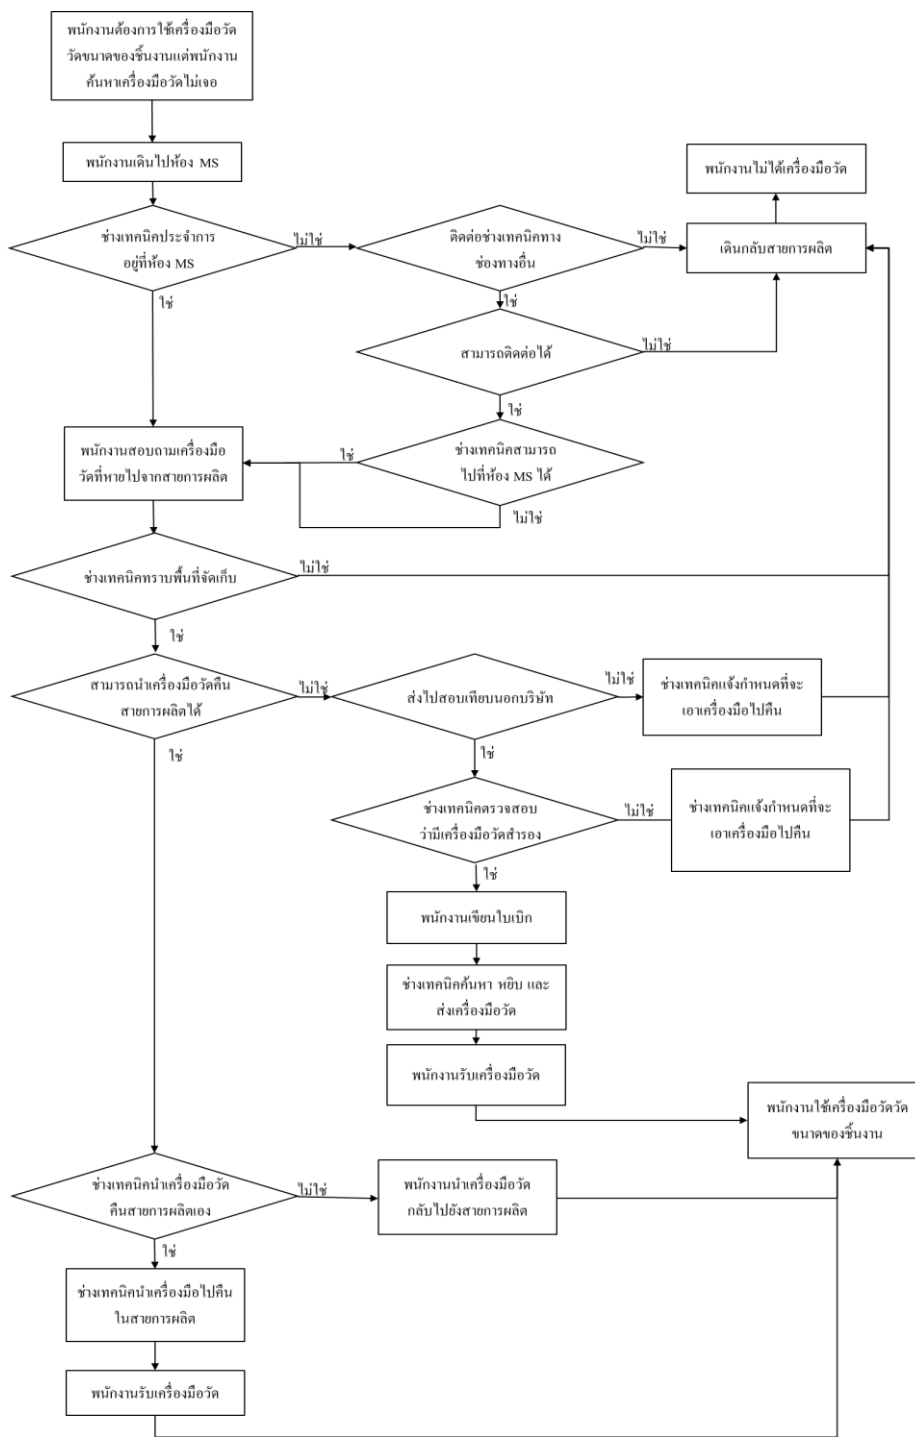 พนักงานต้องการใช้เครื่องมือวัด
วัดขนาดของชิ้นงานแต่พนักงาน
ค้นหาเครื่องมือวัดไม่เจอ
พนักงานเดินไปห้อง MS
พนักงานไม่ได้เครื่องมือวัด
ช่างเทคนิคประจำการ
อยู่ที่ห้อง MS
ไม่ใช่
ติดต่อช่างเทคนิคทาง
ช่องทางอื่น
ไม่ใช่
เดินกลับสายการผลิต
ใช่
ใช่
สามารถติดต่อได้
ไม่ใช่
ใช่
พนักงานสอบถามเครื่องมือ
วัดที่หายไปจากสายการผลิต
ใช่
ช่างเทคนิคสามารถ
ไปที่ห้อง MS ได้
ไม่ใช่
ช่างเทคนิคทราบพื้นที่จัดเก็บ
ไม่ใช่
ใช่
สามารถนำเครื่องมือวัดคืน
สายการผลิตได้
ไม่ใช่
ส่งไปสอบเทียบนอกบริษัท
ไม่ใช่
ช่างเทคนิคแจ้งกำหนดที่จะ
เอาเครื่องมือไปคืน
ใช่
ใช่
ช่างเทคนิคตรวจสอบ
ว่ามีเครื่องมือวัดสำรอง
ไม่ใช่
ช่างเทคนิคแจ้งกำหนดที่จะ
เอาเครื่องมือไปคืน
ใช่
พนักงานเขียนใบเบิก
ช่างเทคนิคค้นหา หยิบ และ
ส่งเครื่องมือวัด
พนักงานรับเครื่องมือวัด
พนักงานใช้เครื่องมือวัดวัด
ขนาดของชิ้นงาน
ช่างเทคนิคนำเครื่องมือวัด
คืนสายการผลิตเอง
ไม่ใช่
พนักงานนำเครื่องมือวัด
กลับไปยังสายการผลิต
ใช่
ช่างเทคนิคนำเครื่องมือไปคืน
ในสายการผลิต
พนักงานรับเครื่องมือวัด